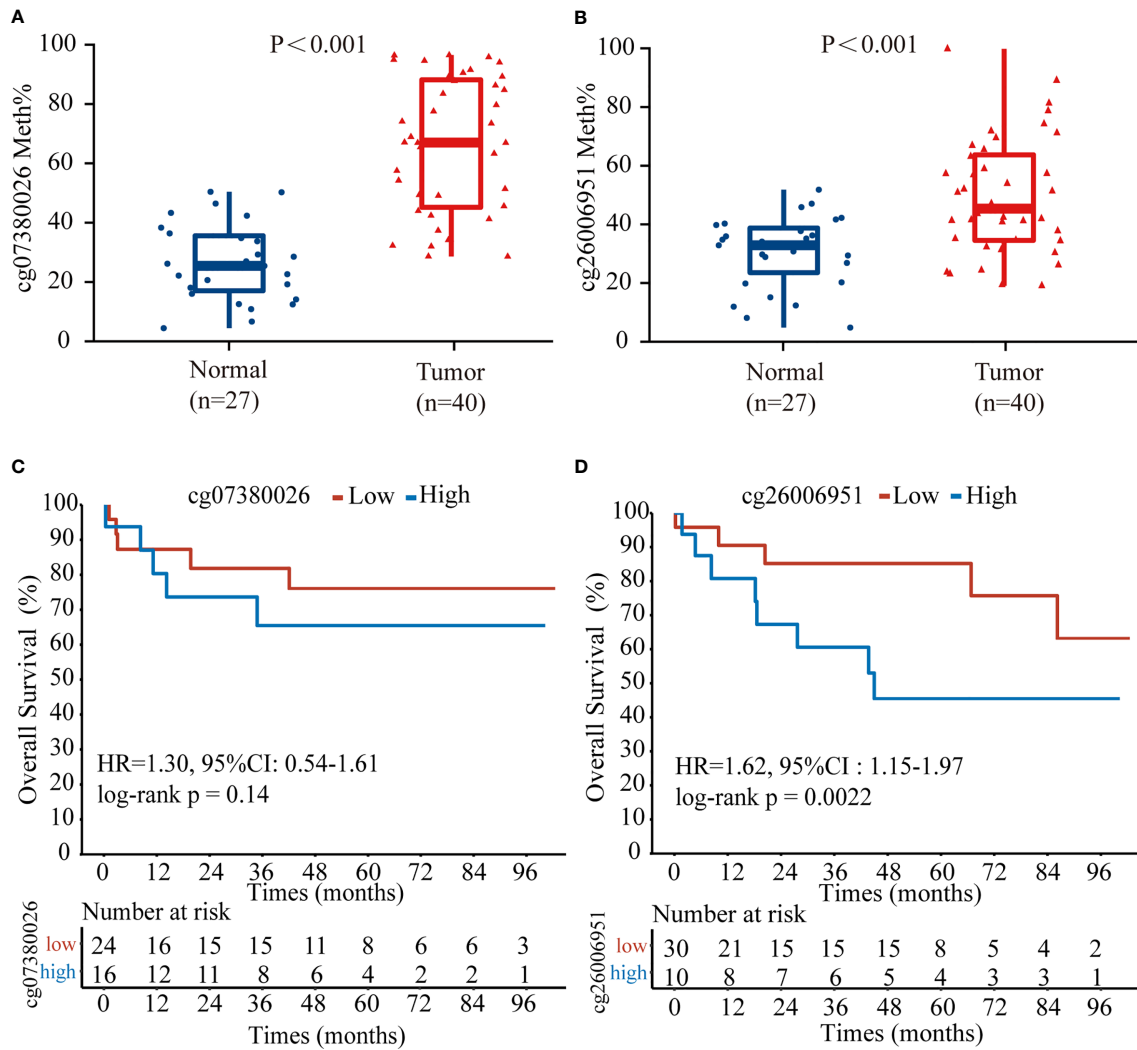 A
P<0.001
cg07380026 Meth%
100
80
60
40
20
0
Normal
(n=27)
Tumor
(n=40)
B
P<0.001
cg26006951 Meth%
100
80
60
40
20
0
Normal
(n=27)
Tumor
(n=40)
C
cg07380026 Low High
Overall Survival (%)
100
90
80
70
60
50
40
30
20
10
0
HR=1.30, 95%CI: 0.54-1.61
log-rank p = 0.14
0 12 24 36 48 60 72 84 96
Times (months)
Number at risk
cg07380026
low 24 16 15 15 11 8 6 6 3
high 16 12 11 8 6 4 2 2 1
0 12 24 36 48 60 72 84 96
Times (months)
D
cg26006951 Low High
Overall Survival (%)
100
90
80
70
60
50
40
30
20
10
0
HR=1.62, 95%CI : 1.15-1.97
log-rank p = 0.0022
0 12 24 36 48 60 72 84 96
Times (months)
Number at risk
cg26006951
low 30 21 15 15 15 8 5 4 2
high 10 8 7 6 5 4 3 3 1
0 12 24 36 48 60 72 84 96
Times (months)